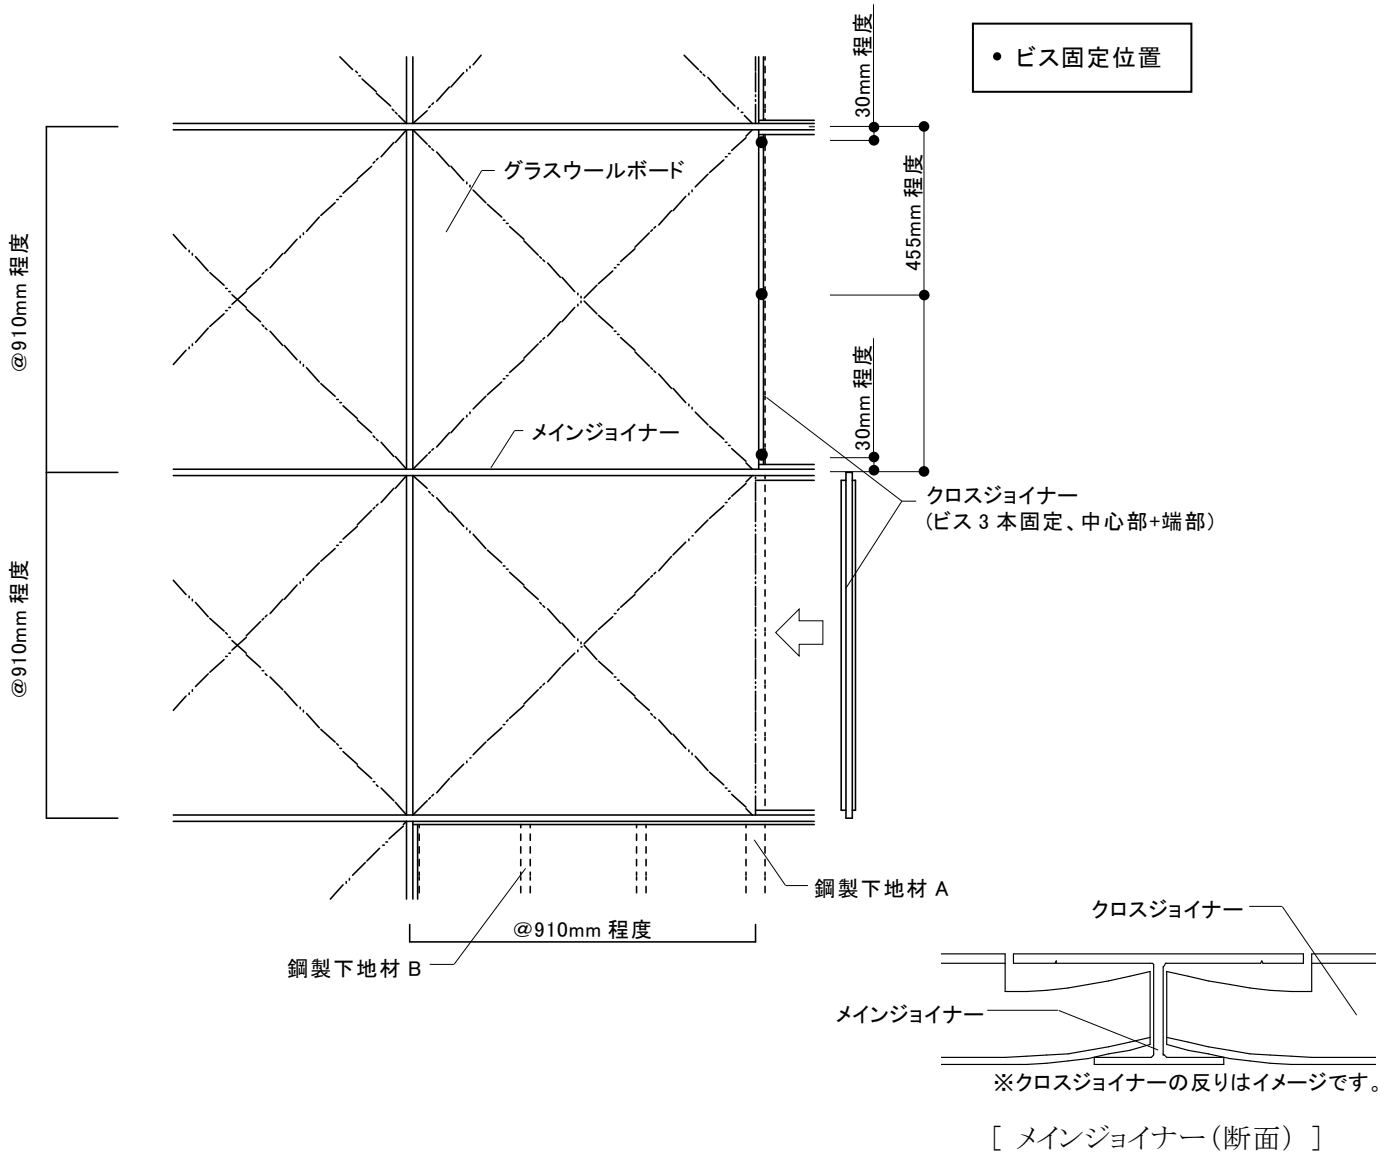 30mm 程度
• ビス固定位置
グラスウールボード
455mm 程度
@910mm 程度
30mm 程度
メインジョイナー
クロスジョイナー
(ビス 3 本固定、中心部+端部)
@910mm 程度
鋼製下地材 A
@910mm 程度
鋼製下地材 B
クロスジョイナー
メインジョイナー
※クロスジョイナーの反りはイメージです。
[ メインジョイナー(断面) ]